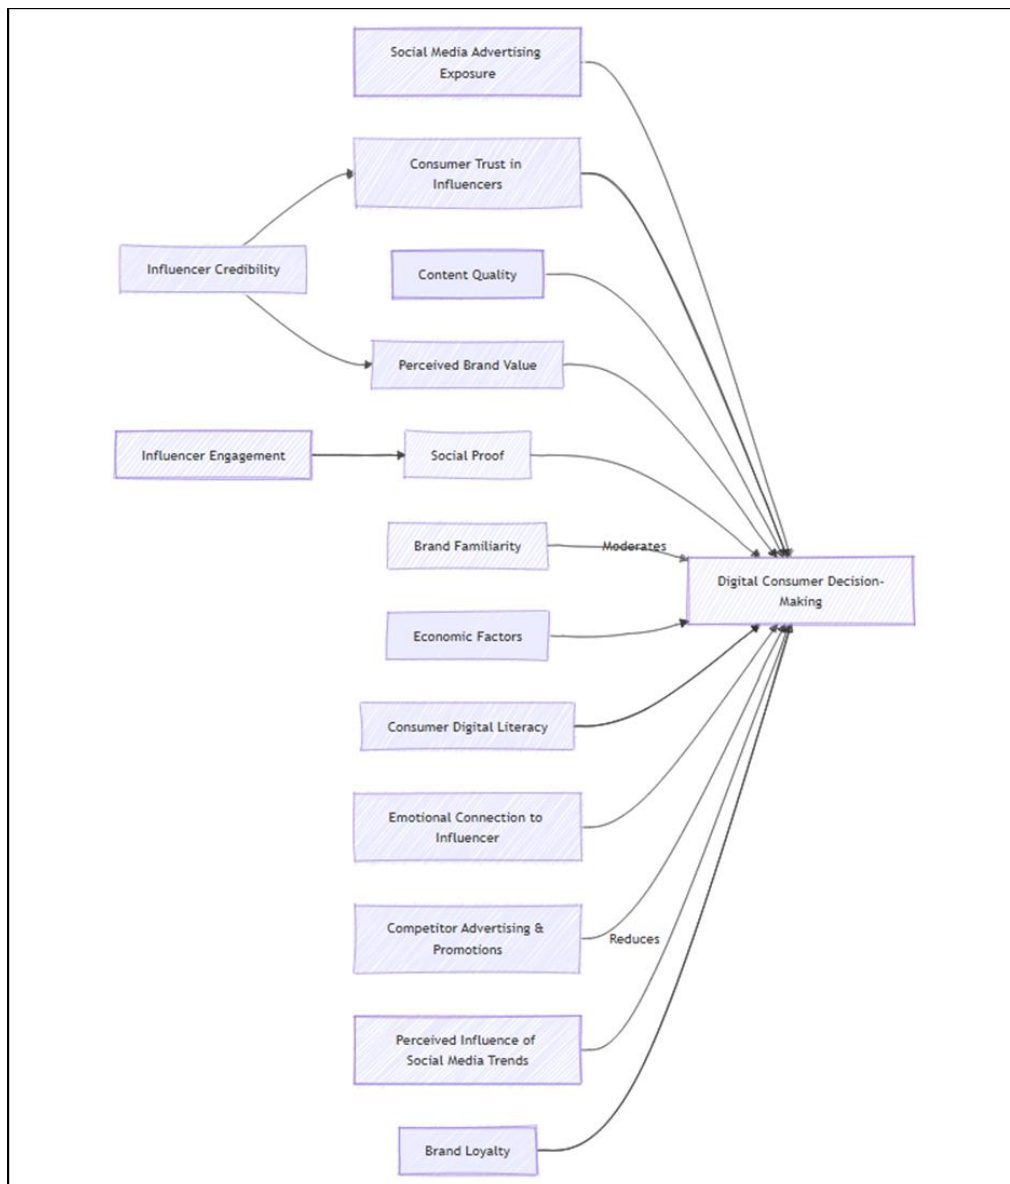 Social Media Advertising
Exposure
Consumer Trust in
Influencers
Influencer Credibility
Content Quality
Perceived Brand Value
Influencer Engagement
Social Proof
Brand Familiarity
Moderates
Digital Consumer Decision-
Making
Economic Factors
Consumer Digital Literacy
Emotional Connection to
Influencer
Competitor Advertising &
Promotions
Reduces
Perceived Influence of
Social Media Trends
Brand Loyalty